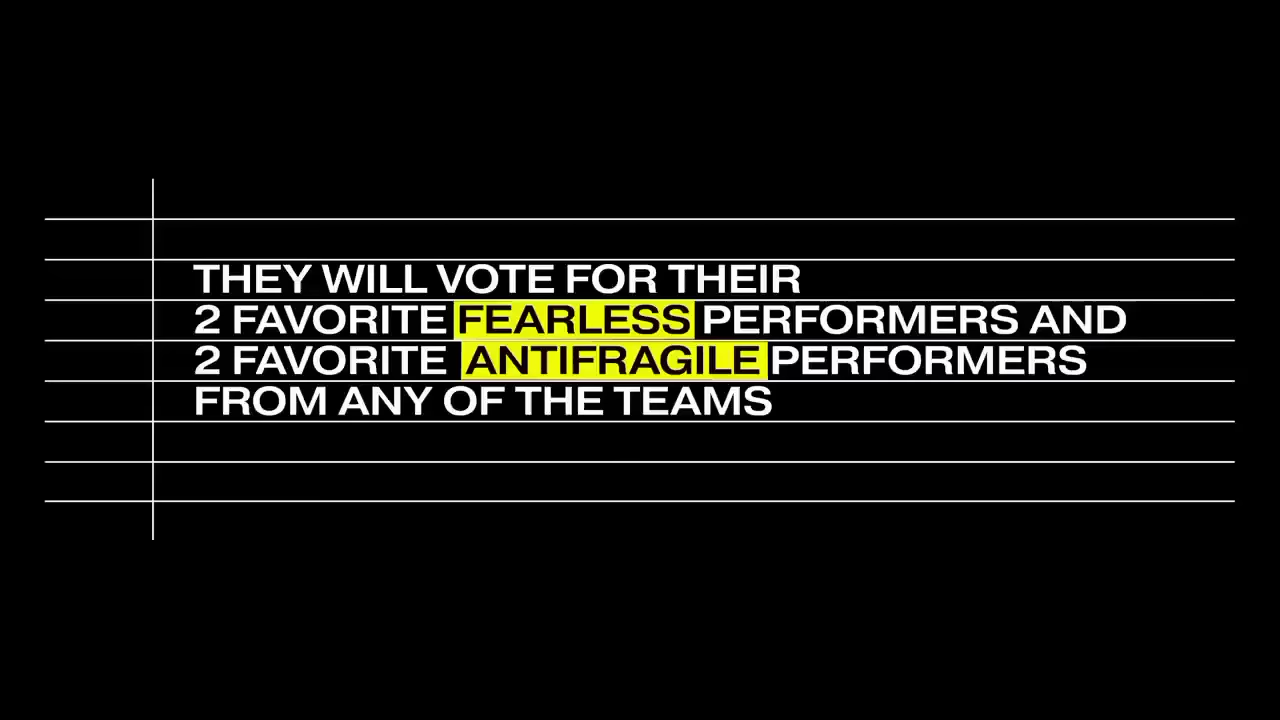 THEY WILL VOTE FOR THEIR
2 FAVORITE FEARLESS PERFORMERS AND
2 FAVORITE ANTIFRAGILE PERFORMERS
FROM ANY OF THE TEAMS